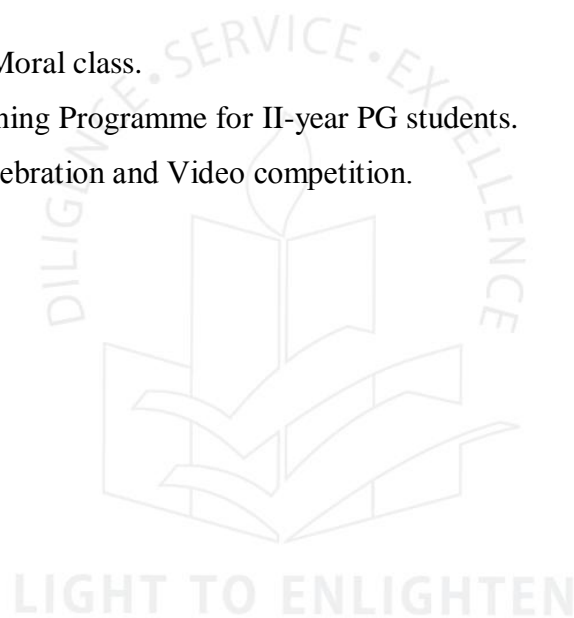 Moral class.
ning Programme for II-year PG students.
ebration and Video competition.
DILIGENCE • SERVICE • EXCELLENCE
LIGHT TO ENLIGHTEN